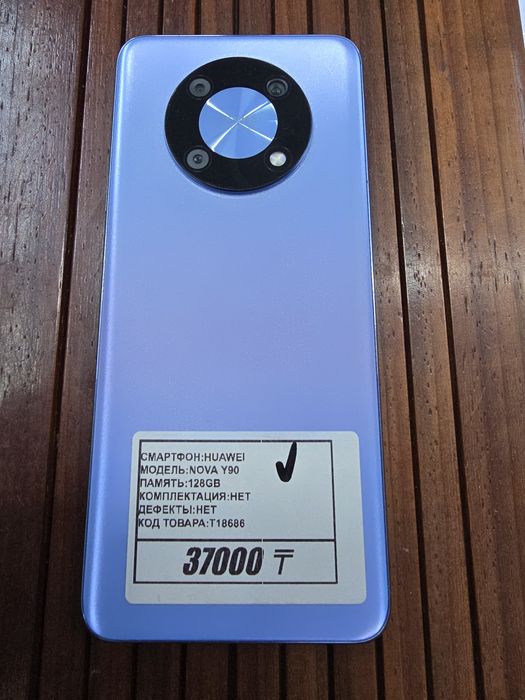 СМАРТФОН:HUAWEI
МОДЕЛЬ:NOVA Y90
ПАМЯТЬ:128GB
КОМПЛЕКТАЦИЯ:НЕТ
ДЕФЕКТЫ:НЕТ
КОД ТОВАРА:T18686
37000 ₸